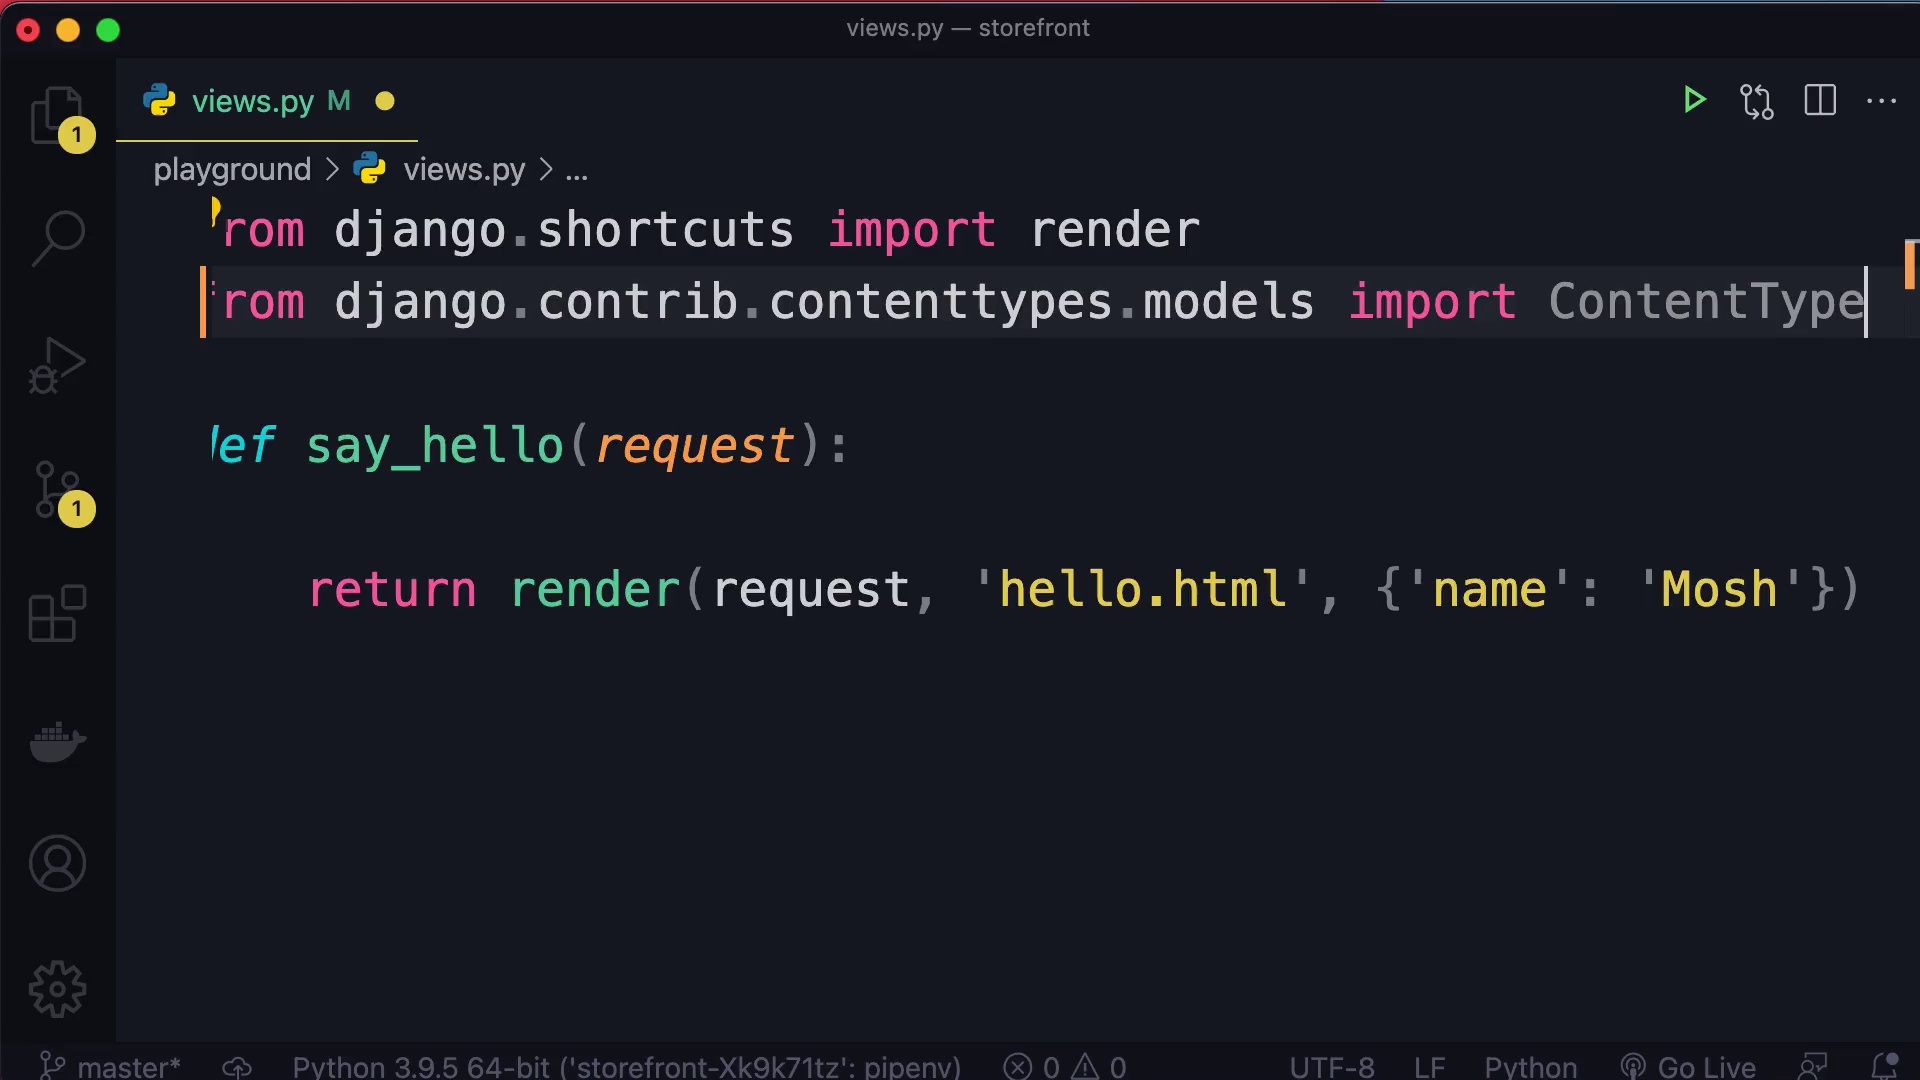 views.py — storefront
views.py M
1
playground > views.py > ...
rom django.shortcuts import render
from django.contrib.contenttypes.models import ContentType
def say_hello(request):
1
return render(request, 'hello.html', {'name': 'Mosh'})
master* Python 3.9.5 64-bit ('storefront-Xk9k71tz': pipenv) 0 0 UTF-8 LF Python Go Live